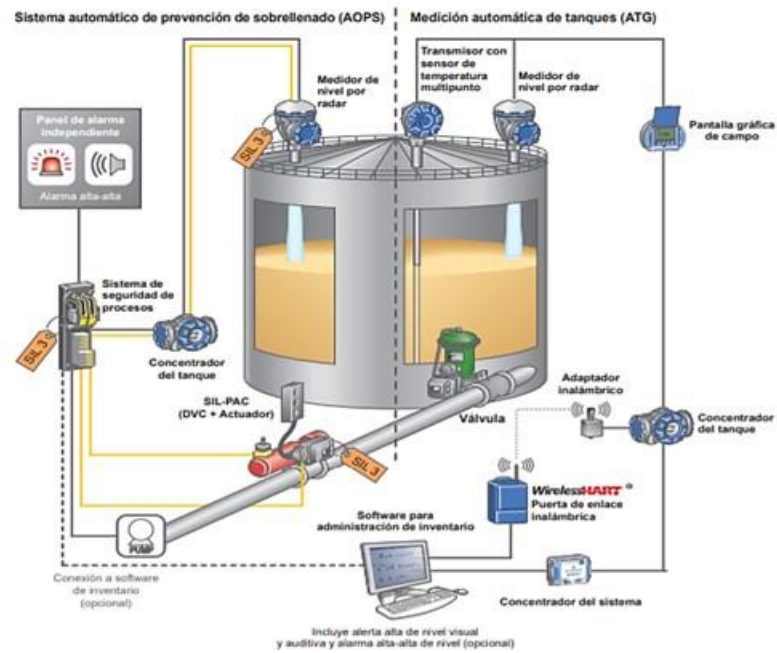 Sistema automático de prevención de sobrellenado (AOPS)
Medición automática de tanques (ATG)
Transmisor con
sensor de
temperatura
multipunto
Medidor
de nivel por
radar
Medidor de
nivel por radar
Pantalla gráfica
de campo
Panel de alarma
independiente
Alarma alta-alta
SIL 3
Sistema de
seguridad de
procesos
SIL 3
Concentrador
del tanque
SIL-PAC
(DVC + Actuador)
SIL 3
Válvula
Adaptador
inalámbrico
Concentrador
del tanque
WirelessHART ®
Puerta de enlace
inalámbrica
Software para
administración de inventario
PUMP
Conexión a software
de inventario
(opcional)
Concentrador del sistema
Incluye alerta alta de nivel visual
y auditiva y alarma alta-alta de nivel (opcional)